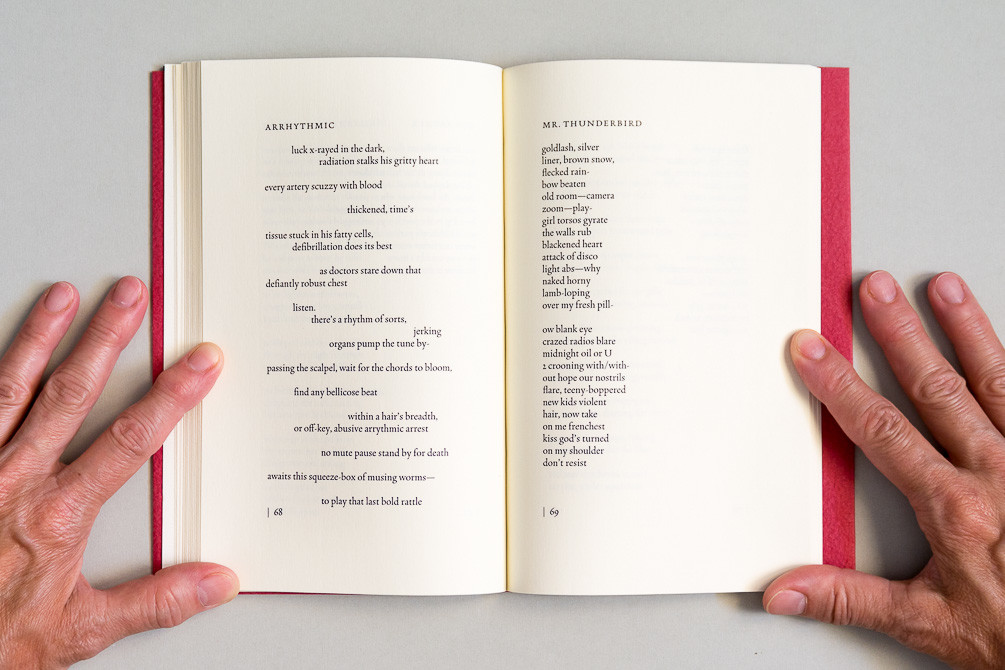 ARRHYTHMIC
luck x-rayed in the dark,
radiation stalks his gritty heart
every artery scuzzy with blood
thickened, time's
tissue stuck in his fatty cells,
defibrillation does its best
as doctors stare down that
defiantly robust chest
listen.
there's a rhythm of sorts,
jerking
organs pump the tune by-
passing the scalpel, wait for the chords to bloom,
find any bellicose beat
within a hair's breadth,
or off-key, abusive arrythmic arrest
no mute pause stand by for death
awaits this squeeze-box of musing worms—
to play that last bold rattle
| 68
MR. THUNDERBIRD
goldlash, silver
liner, brown snow,
flecked rain-
bow beaten
old room—camera
zoom—play-
girl torsos gyrate
the walls rub
blackened heart
attack of disco
light abs—why
naked horny
lamb-loping
over my fresh pill-
ow blank eye
crazed radios blare
midnight oil or U
2 crooning with/with-
out hope our nostrils
flare, teeny-boppered
new kids violent
hair, now take
on me frenchest
kiss god's turned
on my shoulder
don't resist
| 69